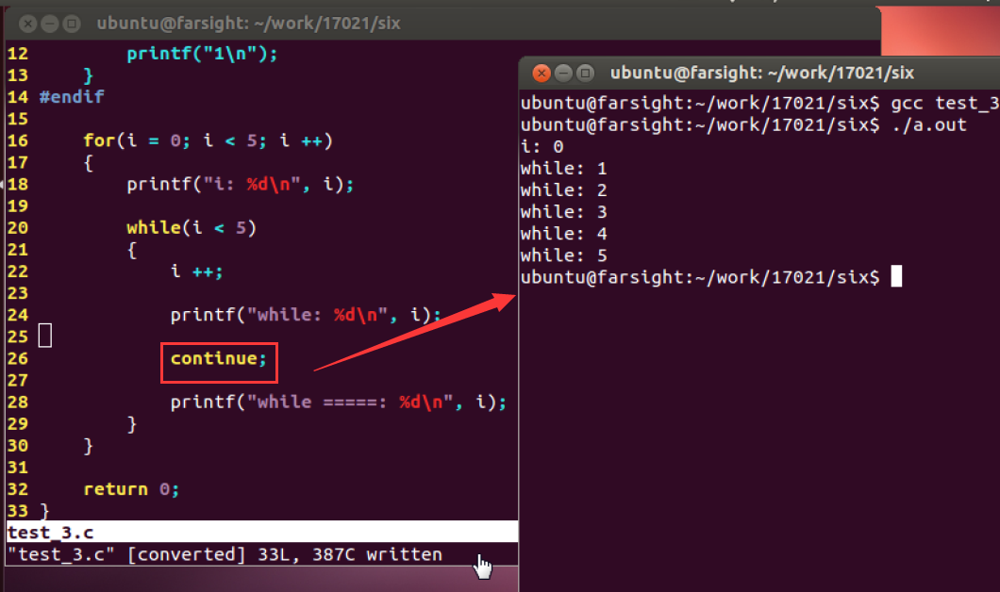 ubuntu@farsight: ~/work/17021/six
12         printf("1\n");
13     }
14 #endif
15
16     for(i = 0; i < 5; i ++)
17     {
18         printf("i: %d\n", i);
19
20         while(i < 5)
21         {
22             i ++;
23
24             printf("while: %d\n", i);
25
26             continue;
27
28             printf("while =====: %d\n", i);
29         }
30     }
31
32     return 0;
33 }
test_3.c
"test_3.c" [converted] 33L, 387C written
ubuntu@farsight: ~/work/17021/six
ubuntu@farsight:~/work/17021/six$ gcc test_3
ubuntu@farsight:~/work/17021/six$ ./a.out
i: 0
while: 1
while: 2
while: 3
while: 4
while: 5
ubuntu@farsight:~/work/17021/six$